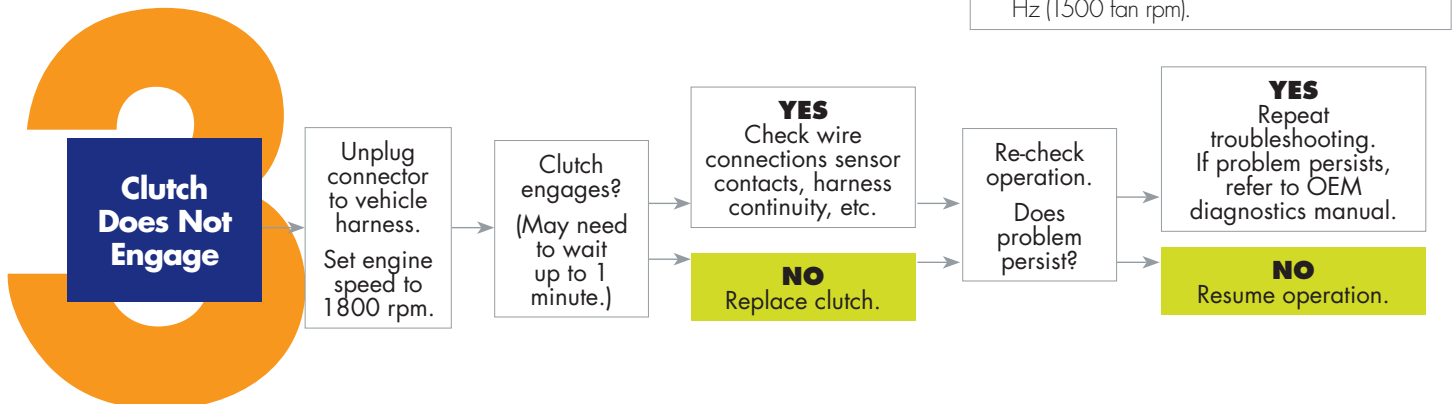 Hz (1500 fan rpm).
3
Clutch
Does Not
Engage
Unplug
connector
to vehicle
harness.
Set engine
speed to
1800 rpm.
Clutch
engages?
(May need
to wait
up to 1
minute.)
YES
Check wire
connections sensor
contacts, harness
continuity, etc.
NO
Replace clutch.
Re-check
operation.
Does
problem
persist?
YES
Repeat
troubleshooting.
If problem persists,
refer to OEM
diagnostics manual.
NO
Resume operation.